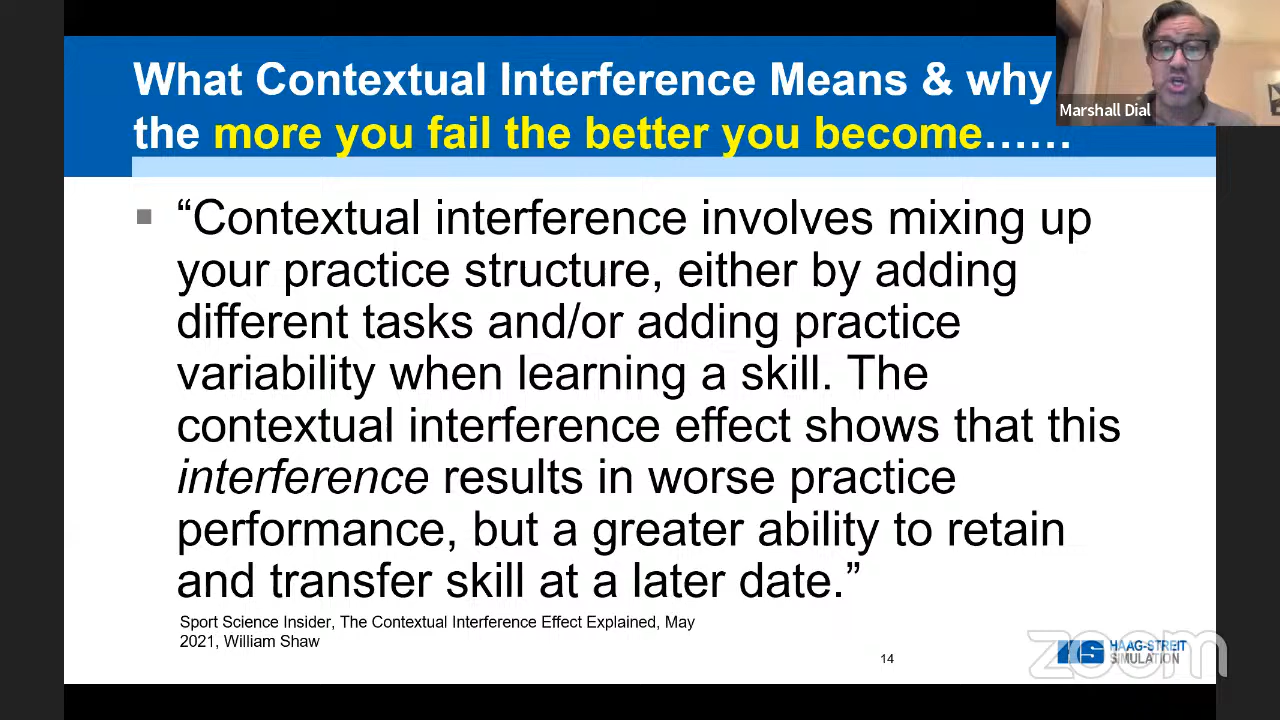 What Contextual Interference Means & why
the more you fail the better you become……
Marshall Dial
▪ “Contextual interference involves mixing up
your practice structure, either by adding
different tasks and/or adding practice
variability when learning a skill. The
contextual interference effect shows that this
interference results in worse practice
performance, but a greater ability to retain
and transfer skill at a later date.”
Sport Science Insider, The Contextual Interference Effect Explained, May
2021, William Shaw
14
HS HAAG-STREIT
SIMULATION
zoom